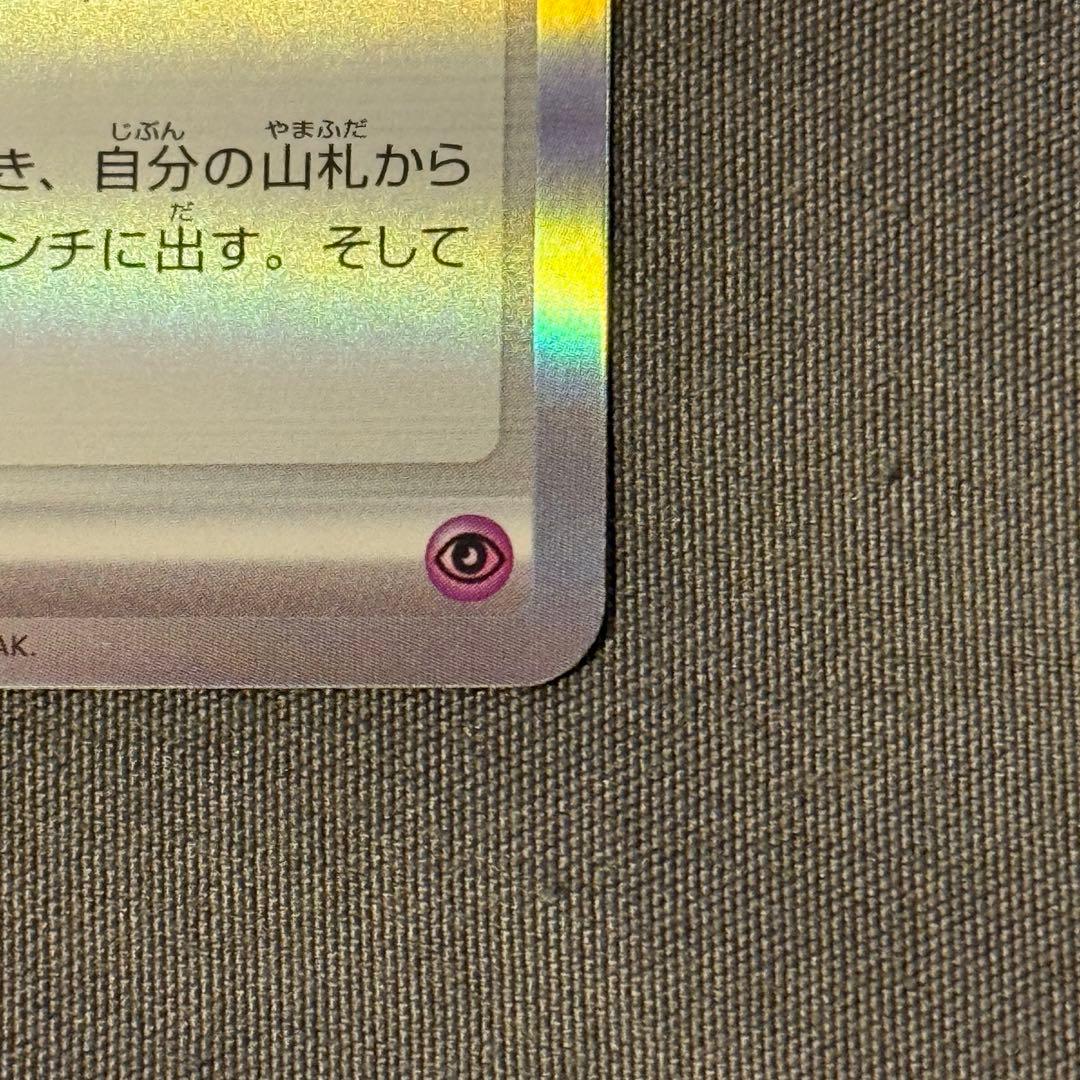 じぶん やまふだ
き、自分の山札から
だ
ンチに出す。そして
AK.